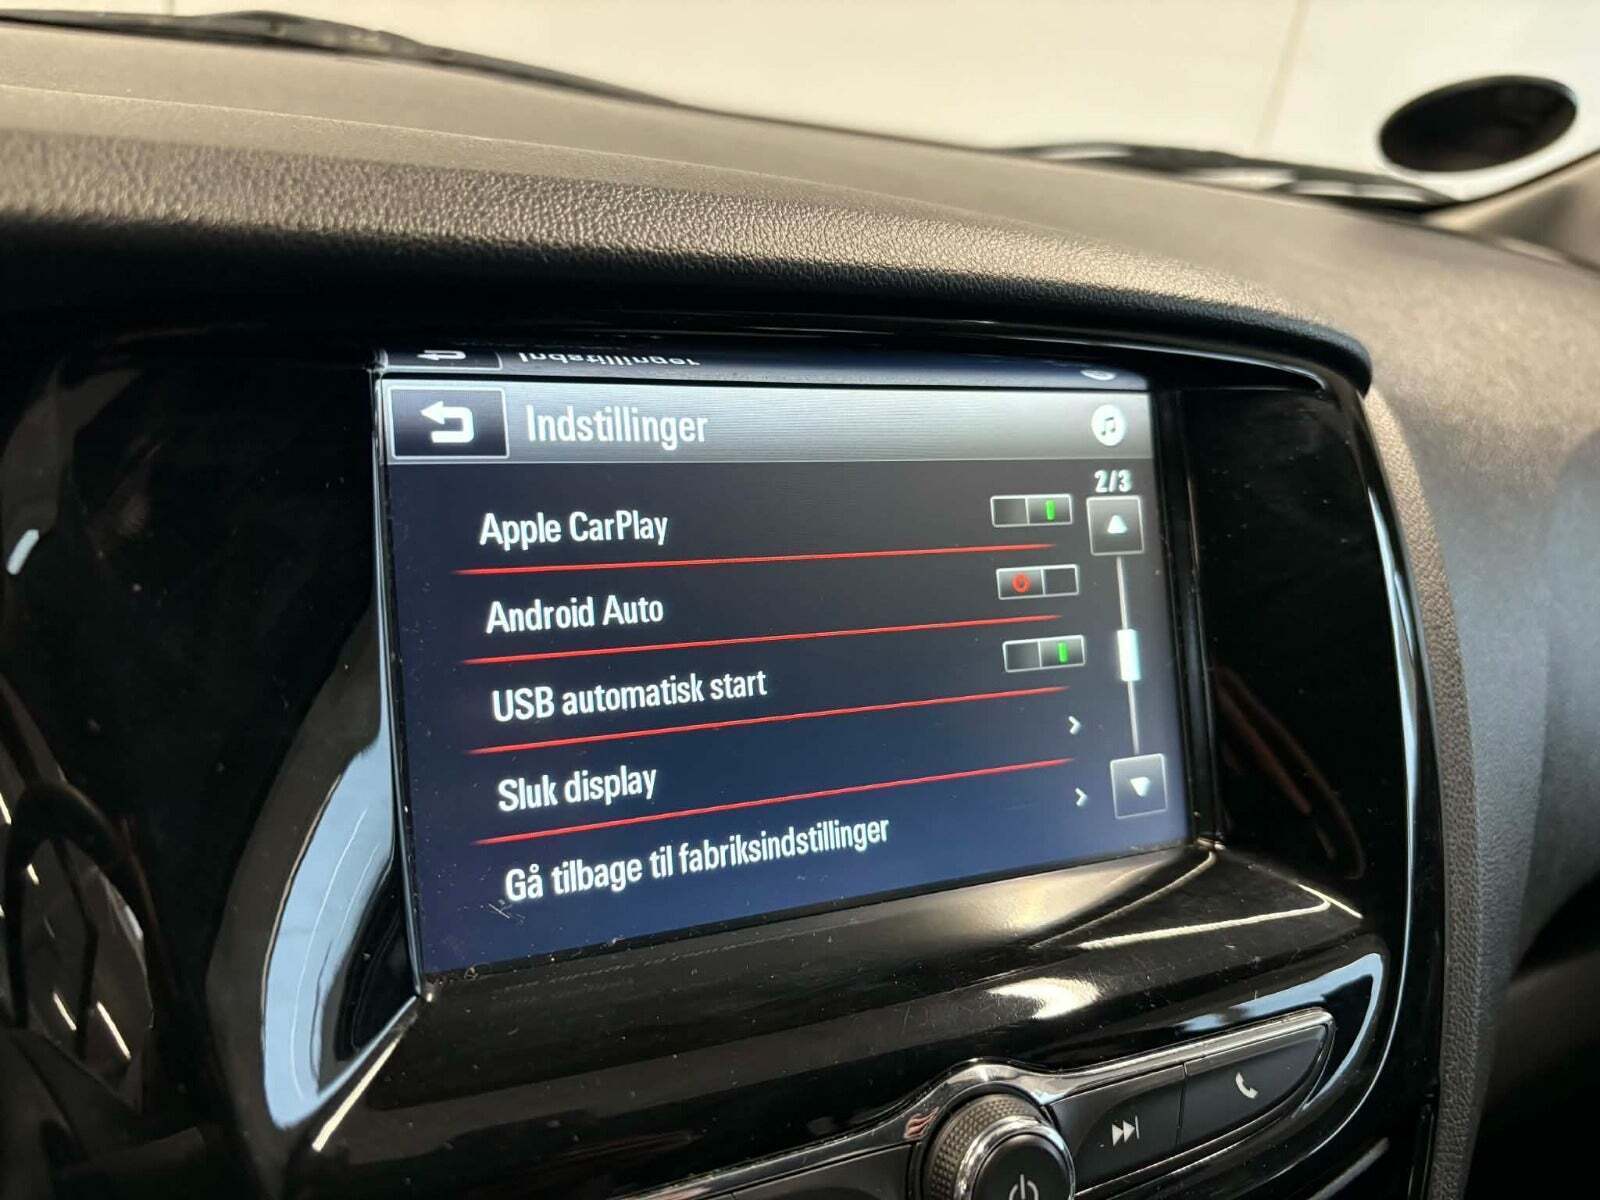 Indstillinger
2/3
Apple CarPlay
Android Auto
USB automatisk start
Sluk display
Gå tilbage til fabriksindstillinger